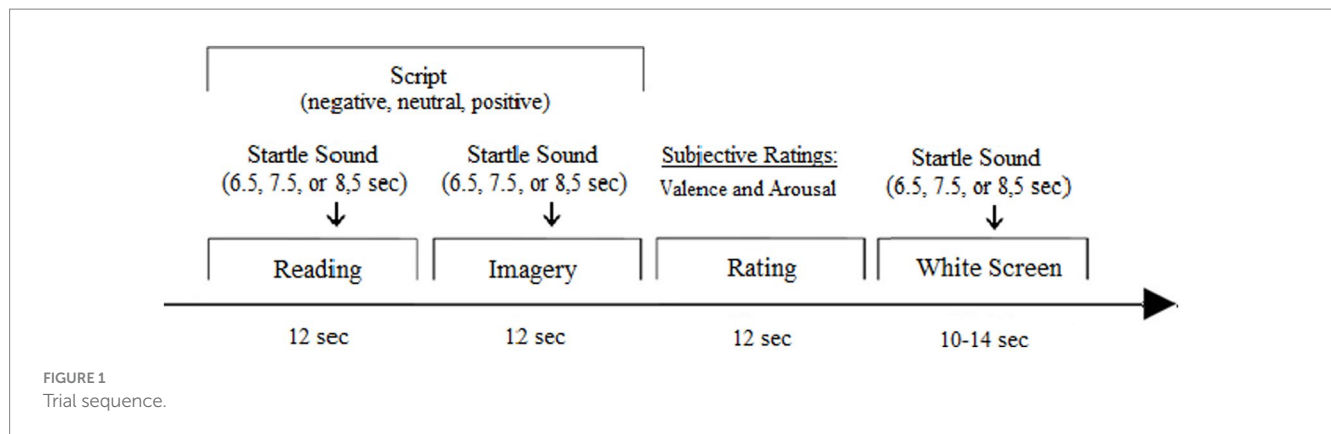 Script
(negative, neutral, positive)
Startle Sound
(6.5, 7.5, or 8,5 sec)
Startle Sound
(6.5, 7.5, or 8,5 sec)
Subjective Ratings:
Valence and Arousal
Startle Sound
(6.5, 7.5, or 8,5 sec)
Reading
Imagery
Rating
White Screen
12 sec
12 sec
12 sec
10-14 sec
FIGURE 1
Trial sequence.